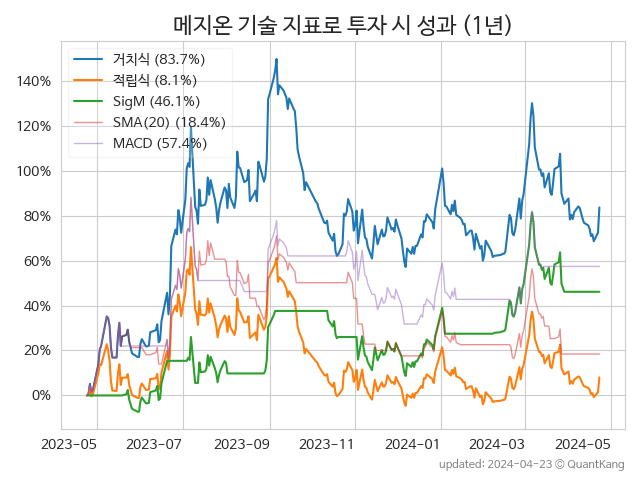 메지온 기술 지표로 투자 시 성과 (1년)
거치식 (83.7%)
적립식 (8.1%)
SigM (46.1%)
SMA(20) (18.4%)
MACD (57.4%)
140%
120%
100%
80%
60%
40%
20%
0%
2023-05 2023-07 2023-09 2023-11 2024-01 2024-03 2024-05
updated: 2024-04-23 © QuantKang